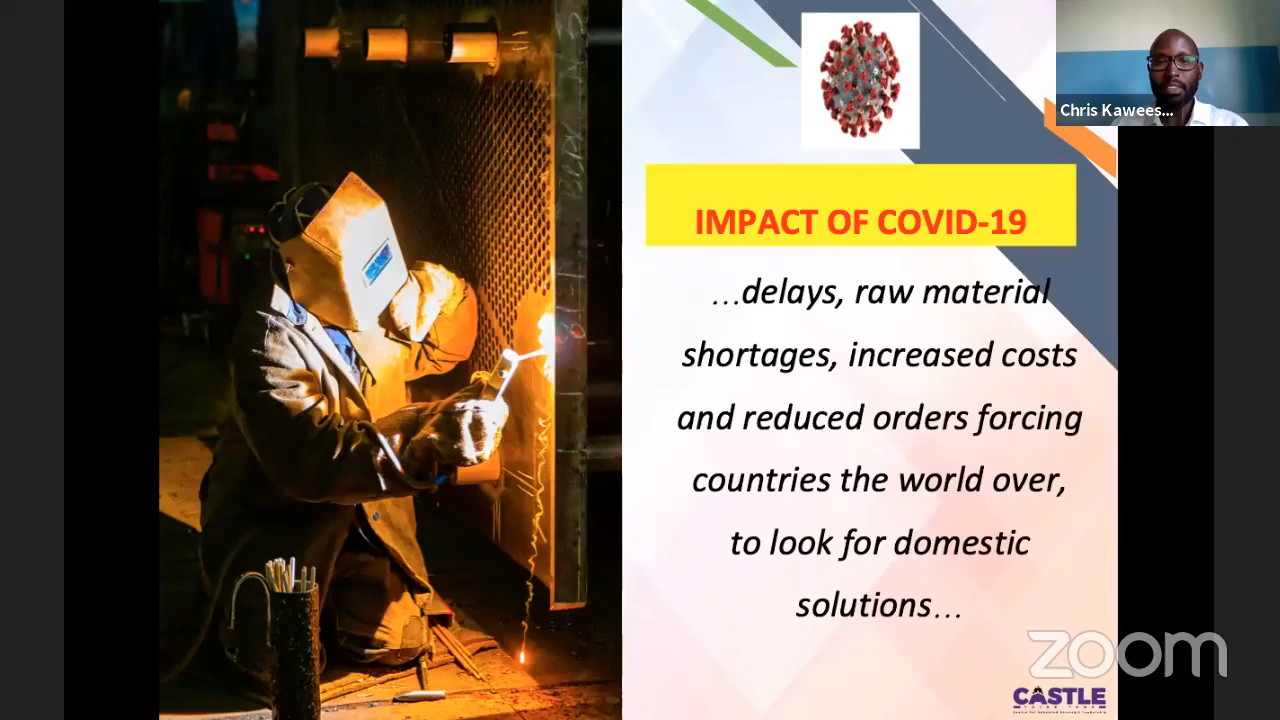 Chris Kawees...
IMPACT OF COVID-19
...delays, raw material
shortages, increased costs
and reduced orders forcing
countries the world over,
to look for domestic
solutions...
zoom
CASTLE